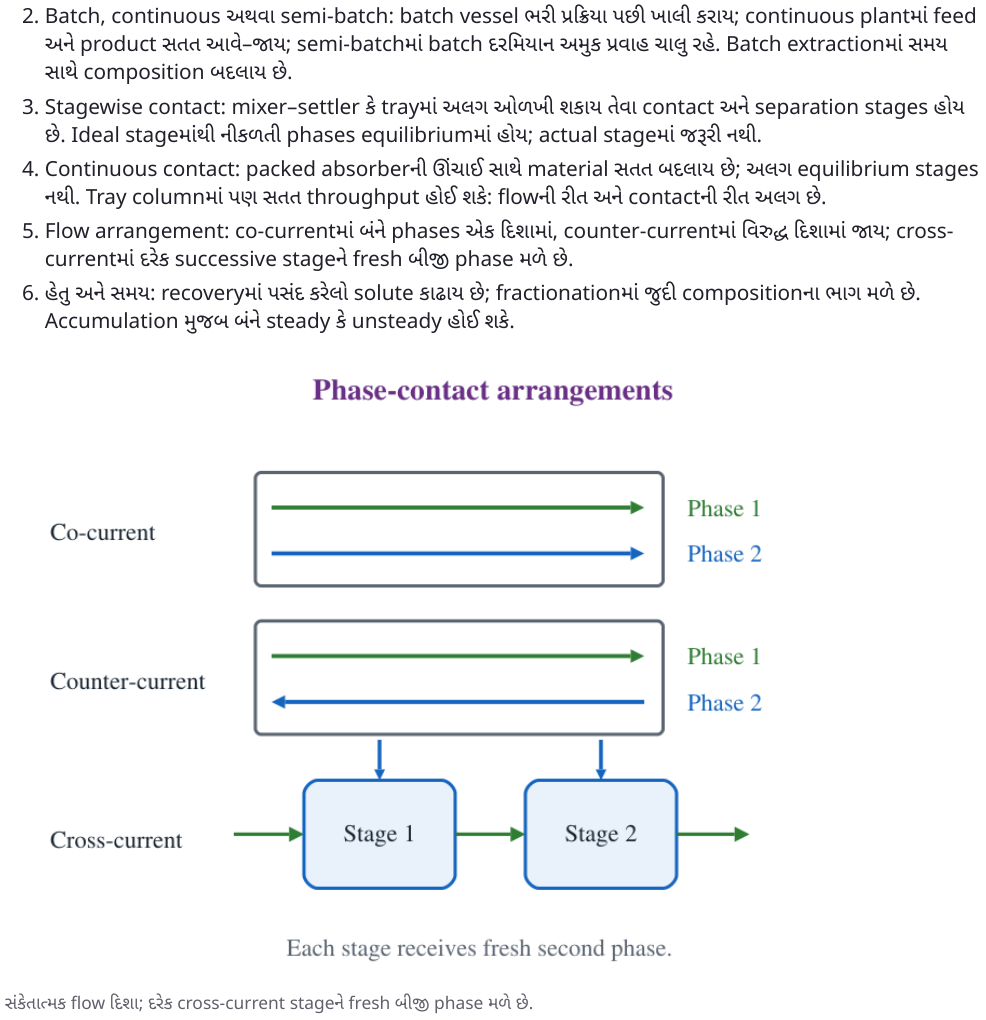 2. Batch, continuous અથવા semi-batch: batch vessel ભરી પ્રક્રિયા પછી ખાલી કરાય; continuous plantમાં feed
અને product સતત આવે–જાય; semi-batchમાં batch દરમિયાન અમુક પ્રવાહ ચાલુ રહે. Batch extractionમાં સમય
સાથે composition બદલાય છે.
3. Stagewise contact: mixer–settler કે trayમાં અલગ ઓળખી શકાય તેવા contact અને separation stages હોય
છે. Ideal stageમાંથી નીકળતી phases equilibriumમાં હોય; actual stageમાં જરૂરી નથી.
4. Continuous contact: packed absorberની ઊંચાઈ સાથે material સતત બદલાય છે; અલગ equilibrium stages
નથી. Tray columnમાં પણ સતત throughput હોઈ શકે: flowની રીત અને contactની રીત અલગ છે.
5. Flow arrangement: co-currentમાં બંને phases એક દિશામાં, counter-currentમાં વિરુદ્ધ દિશામાં જાય; cross-
currentમાં દરેક successive stageને fresh બીજી phase મળે છે.
6. હેતુ અને સમય: recoveryમાં પસંદ કરેલો solute કાઢાય છે; fractionationમાં જુદી compositionના ભાગ મળે છે.
Accumulation મુજબ બંને steady કે unsteady હોઈ શકે.
Phase-contact arrangements
Co-current
Phase 1
Phase 2
Counter-current
Phase 1
Phase 2
Cross-current
Stage 1
Stage 2
Each stage receives fresh second phase.
સંકેતાત્મક flow દિશા; દરેક cross-current stageને fresh બીજી phase મળે છે.